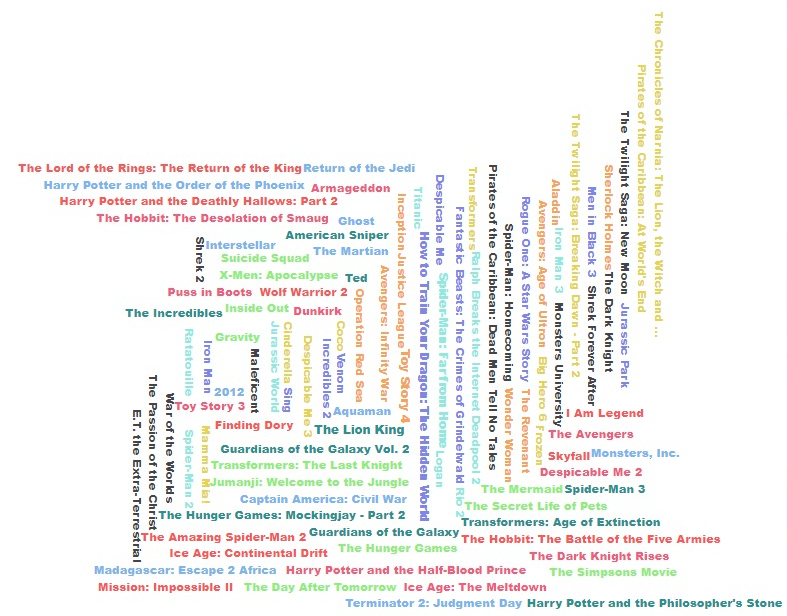 The Chronicles of Narnia: The Lion, the Witch and ...
Pirates of the Caribbean: At World's End
The Twilight Saga: New Moon
The Twilight Saga: Breaking Dawn - Part 2
The Lord of the Rings: The Return of the King
Return of the Jedi
Harry Potter and the Order of the Phoenix
Armageddon
Harry Potter and the Deathly Hallows: Part 2
The Hobbit: The Desolation of Smaug
Ghost
American Sniper
Shrek 2
Interstellar
The Martian
Suicide Squad
X-Men: Apocalypse
Ted
Puss in Boots
Wolf Warrior 2
The Incredibles
Inside Out
Dunkirk
Inception
Justice League
Titanic
Despicable Me
Fantastic Beasts: The Crimes of Grindelwald
Transformers
Pirates of the Caribbean: Dead Men Tell No Tales
Spider-Man: Homecoming
Rogue One: A Star Wars Story
Avengers: Age of Ultron
Aladdin
Iron Man 3
Men in Black 3
Sherlock Holmes
The Dark Knight
Jurassic Park
Shrek Forever After
Monsters University
Big Hero 6
Frozen
The Revenant
Wonder Woman
Ralph Breaks the Internet
Deadpool 2
Rio 2
Spider-Man: Far from Home
Logan
How to Train Your Dragon: The Hidden World
Toy Story 4
Avengers: Infinity War
Operation Red Sea
Coco
Venom
Incredibles 2
Despicable Me 3
Cinderella
Sing
Jurassic World
Gravity
Maleficent
Ratatouille
Iron Man
2012
Toy Story 3
Aquaman
I Am Legend
Finding Dory
The Lion King
The Avengers
The Passion of the Christ
War of the Worlds
E.T. the Extra-Terrestrial
Spider-Man 2
Mamma Mia!
Guardians of the Galaxy Vol. 2
Skyfall
Monsters, Inc.
Transformers: The Last Knight
Despicable Me 2
Jumanji: Welcome to the Jungle
The Mermaid
Spider-Man 3
Captain America: Civil War
The Secret Life of Pets
The Hunger Games: Mockingjay - Part 2
Transformers: Age of Extinction
The Amazing Spider-Man 2
Guardians of the Galaxy
The Hobbit: The Battle of the Five Armies
Ice Age: Continental Drift
The Hunger Games
The Dark Knight Rises
Madagascar: Escape 2 Africa
Harry Potter and the Half-Blood Prince
The Simpsons Movie
Mission: Impossible II
The Day After Tomorrow
Ice Age: The Meltdown
Terminator 2: Judgment Day
Harry Potter and the Philosopher's Stone